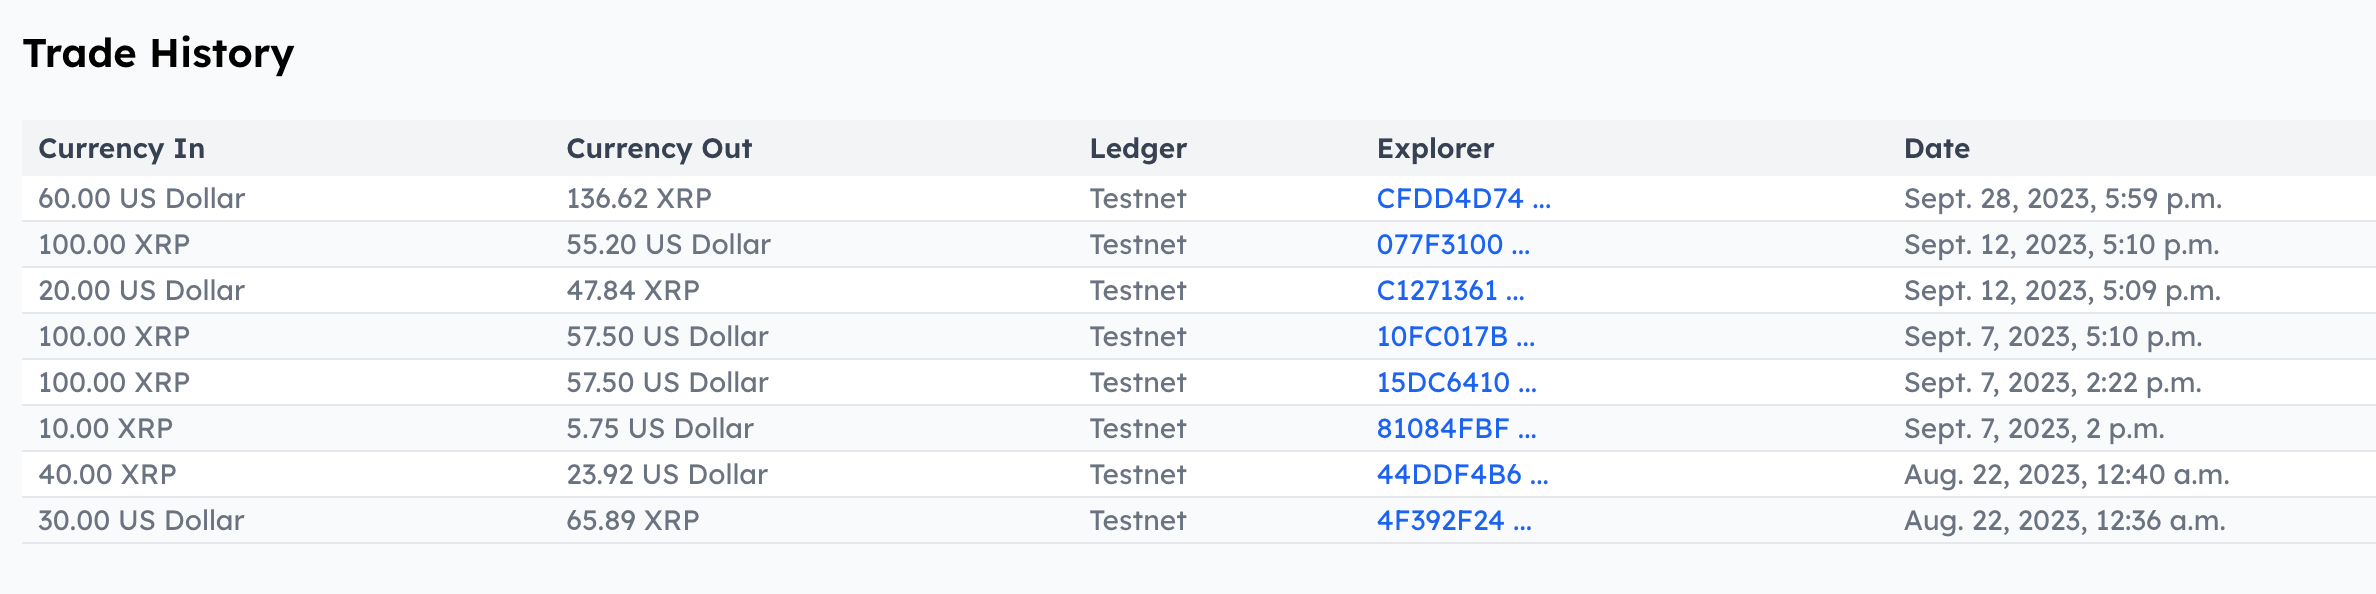 Trade History
Currency In Currency Out Ledger Explorer Date
60.00 US Dollar 136.62 XRP Testnet CFDD4D74 ... Sept. 28, 2023, 5:59 p.m.
100.00 XRP 55.20 US Dollar Testnet 077F3100 ... Sept. 12, 2023, 5:10 p.m.
20.00 US Dollar 47.84 XRP Testnet C1271361 ... Sept. 12, 2023, 5:09 p.m.
100.00 XRP 57.50 US Dollar Testnet 10FC017B ... Sept. 7, 2023, 5:10 p.m.
100.00 XRP 57.50 US Dollar Testnet 15DC6410 ... Sept. 7, 2023, 2:22 p.m.
10.00 XRP 5.75 US Dollar Testnet 81084FBF ... Sept. 7, 2023, 2 p.m.
40.00 XRP 23.92 US Dollar Testnet 44DDF4B6 ... Aug. 22, 2023, 12:40 a.m.
30.00 US Dollar 65.89 XRP Testnet 4F392F24 ... Aug. 22, 2023, 12:36 a.m.